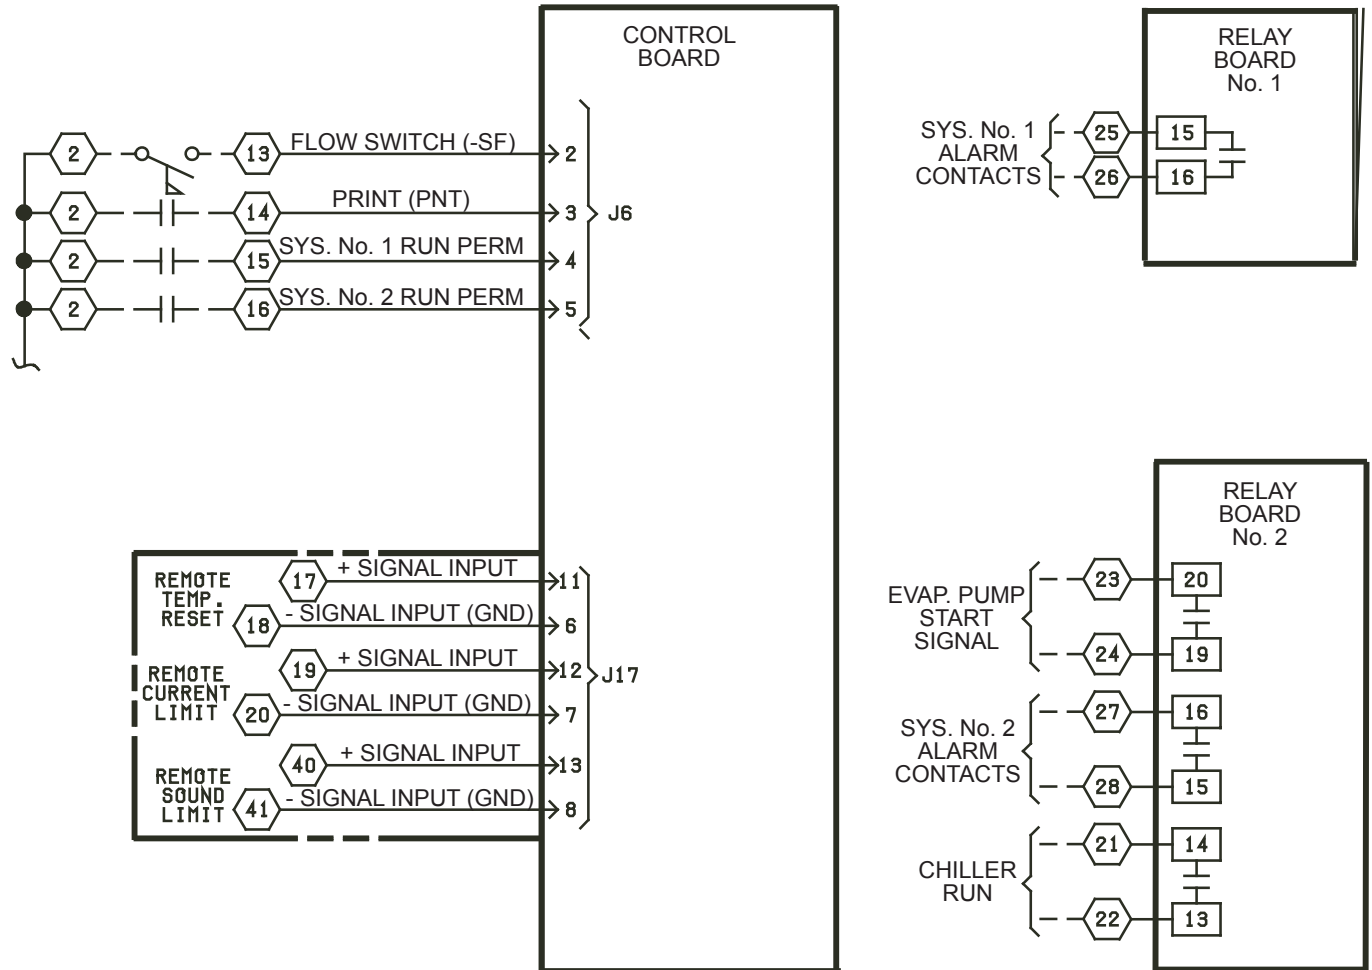 CONTROL
BOARD
2 13 FLOW SWITCH (-SF) 2
2 14 PRINT (PNT) 3
J6
2 15 SYS. No. 1 RUN PERM 4
2 16 SYS. No. 2 RUN PERM 5
REMOTE
TEMP.
RESET
17 + SIGNAL INPUT 11
18 - SIGNAL INPUT (GND) 6
REMOTE
CURRENT
LIMIT
19 + SIGNAL INPUT 12
J17
20 - SIGNAL INPUT (GND) 7
REMOTE
SOUND
LIMIT
40 + SIGNAL INPUT 13
41 - SIGNAL INPUT (GND) 8
RELAY
BOARD
No. 1
SYS. No. 1
ALARM
CONTACTS
25 15
26 16
RELAY
BOARD
No. 2
EVAP. PUMP
START
SIGNAL
23 20
24 19
SYS. No. 2
ALARM
CONTACTS
27 16
28 15
CHILLER
RUN
21 14
22 13